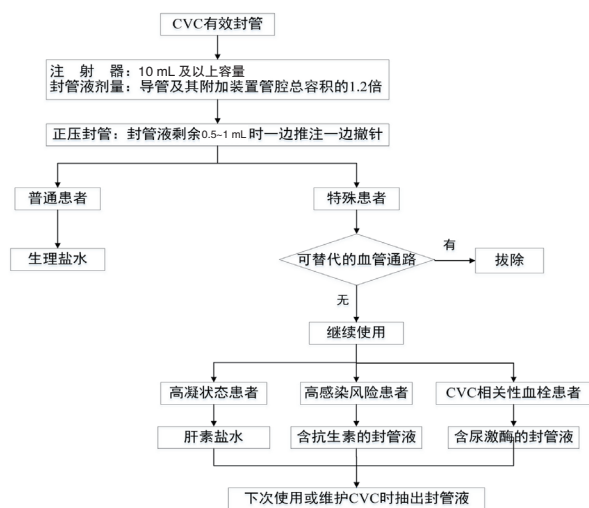 CVC有效封管
注 射 器：10 mL 及以上容量
封管液剂量：导管及其附加装置管腔总容积的1.2倍
正压封管：封管液剩余0.5~1 mL 时一边推注一边撤针
普通患者
特殊患者
生理盐水
可替代的血管通路
有
拔除
无
继续使用
高凝状态患者
高感染风险患者
CVC相关性血栓患者
肝素盐水
含抗生素的封管液
含尿激酶的封管液
下次使用或维护CVC时抽出封管液